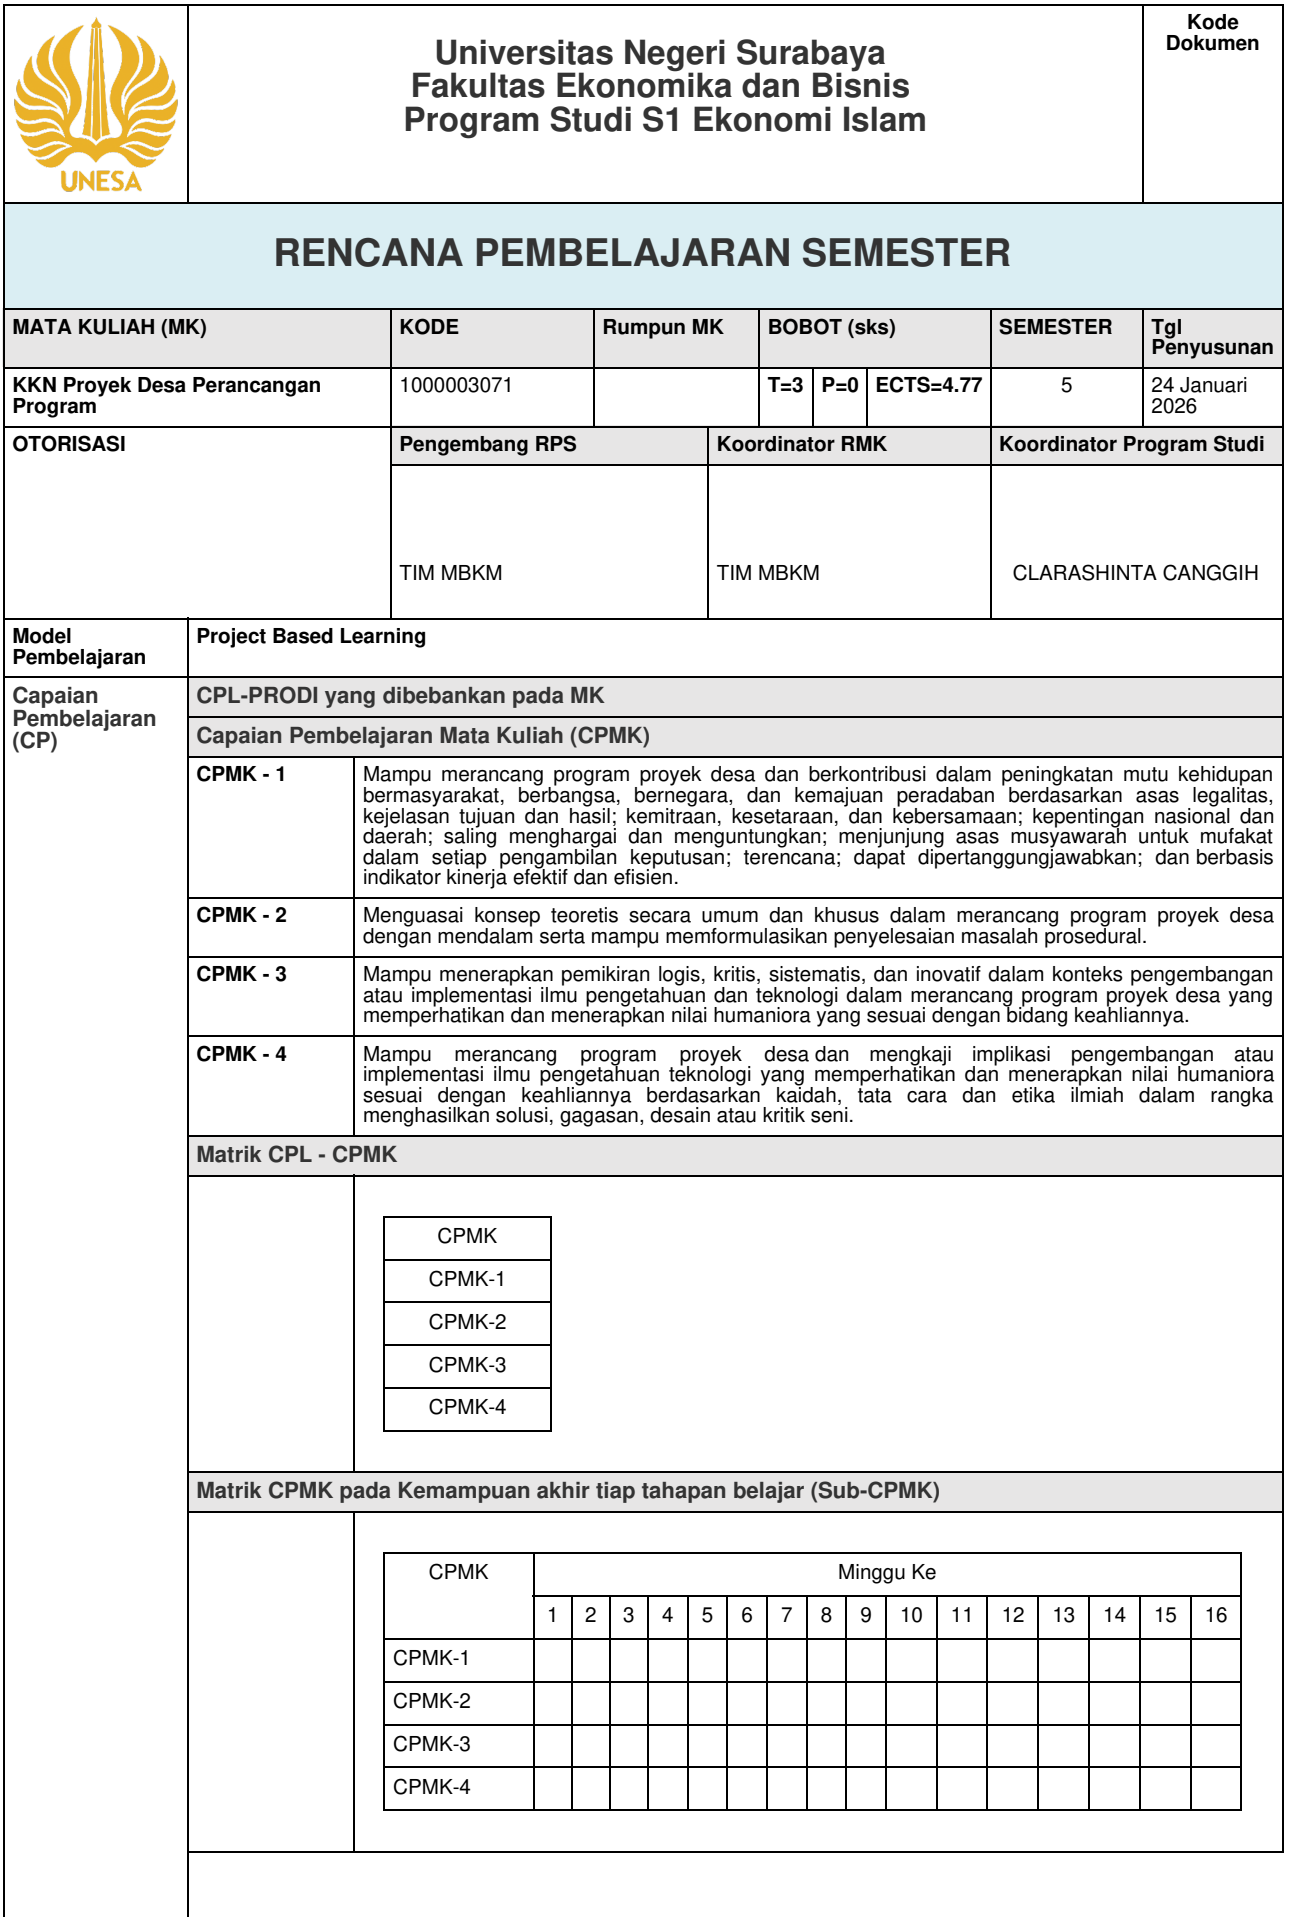 UNESA
Universitas Negeri Surabaya
Fakultas Ekonomika dan Bisnis
Program Studi S1 Ekonomi Islam
Kode
Dokumen
RENCANA PEMBELAJARAN SEMESTER
MATA KULIAH (MK) KODE Rumpun MK BOBOT (sks) SEMESTER Tgl
Penyusunan
KKN Proyek Desa Perancangan
Program
1000003071 T=3 P=0 ECTS=4.77 5 24 Januari
2026
OTORISASI Pengembang RPS Koordinator RMK Koordinator Program Studi
TIM MBKM TIM MBKM CLARASHINTA CANGGIH
Model
Pembelajaran
Project Based Learning
Capaian
Pembelajaran
(CP)
CPL-PRODI yang dibebankan pada MK
Capaian Pembelajaran Mata Kuliah (CPMK)
CPMK - 1 Mampu merancang program proyek desa dan berkontribusi dalam peningkatan mutu kehidupan
bermasyarakat, berbangsa, bernegara, dan kemajuan peradaban berdasarkan asas legalitas,
kejelasan tujuan dan hasil; kemitraan, kesetaraan, dan kebersamaan; kepentingan nasional dan
daerah; saling menghargai dan menguntungkan; menjunjung asas musyawarah untuk mufakat
dalam setiap pengambilan keputusan; terencana; dapat dipertanggungjawabkan; dan berbasis
indikator kinerja efektif dan efisien.
CPMK - 2 Menguasai konsep teoretis secara umum dan khusus dalam merancang program proyek desa
dengan mendalam serta mampu memformulasikan penyelesaian masalah prosedural.
CPMK - 3 Mampu menerapkan pemikiran logis, kritis, sistematis, dan inovatif dalam konteks pengembangan
atau implementasi ilmu pengetahuan dan teknologi dalam merancang program proyek desa yang
memperhatikan dan menerapkan nilai humaniora yang sesuai dengan bidang keahliannya.
CPMK - 4 Mampu merancang program proyek desa dan mengkaji implikasi pengembangan atau
implementasi ilmu pengetahuan teknologi yang memperhatikan dan menerapkan nilai humaniora
sesuai dengan keahliannya berdasarkan kaidah, tata cara dan etika ilmiah dalam rangka
menghasilkan solusi, gagasan, desain atau kritik seni.
Matrik CPL - CPMK
CPMK
CPMK-1
CPMK-2
CPMK-3
CPMK-4
Matrik CPMK pada Kemampuan akhir tiap tahapan belajar (Sub-CPMK)
CPMK Minggu Ke
1 2 3 4 5 6 7 8 9 10 11 12 13 14 15 16
CPMK-1
CPMK-2
CPMK-3
CPMK-4